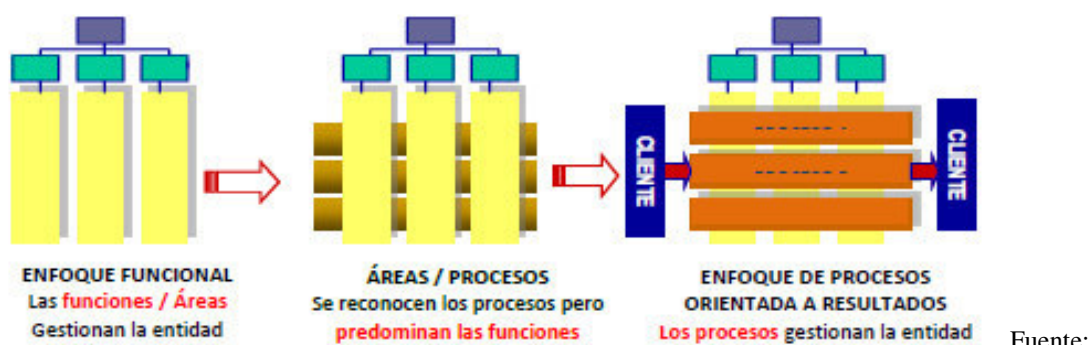 CLIENTE
CLIENTE
ENFOQUE FUNCIONAL
Las funciones / Áreas
Gestionan la entidad
ÁREAS / PROCESOS
Se reconocen los procesos pero
predominan las funciones
ENFOQUE DE PROCESOS
ORIENTADA A RESULTADOS
Los procesos gestionan la entidad
Fuente: